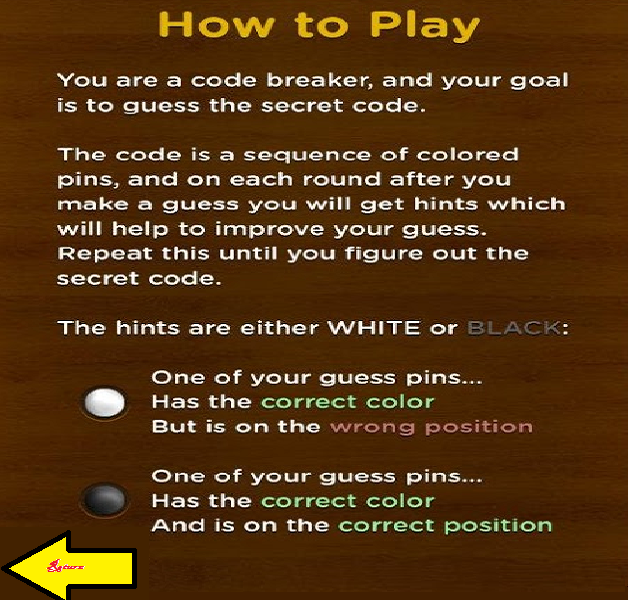 How to Play
You are a code breaker, and your goal
is to guess the secret code.
The code is a sequence of colored
pins, and on each round after you
make a guess you will get hints which
will help to improve your guess.
Repeat this until you figure out the
secret code.
The hints are either WHITE or BLACK:
One of your guess pins...
Has the correct color
But is on the wrong position
One of your guess pins...
Has the correct color
And is on the correct position